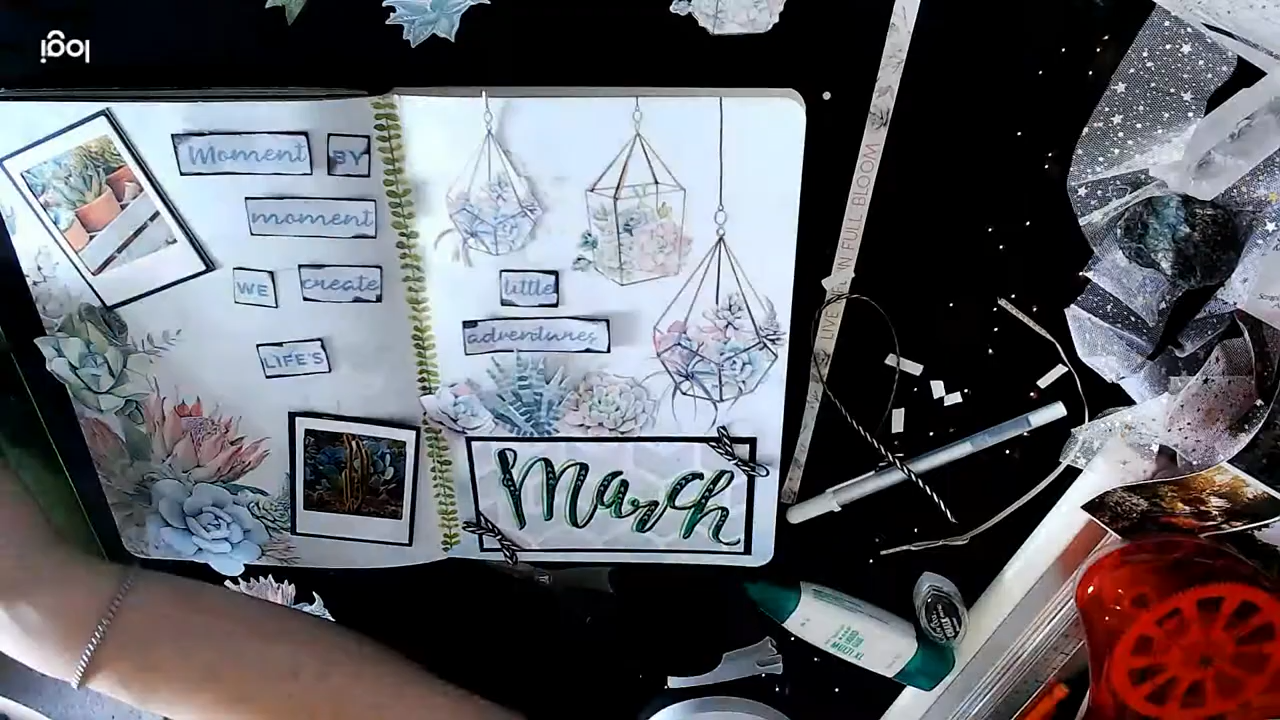 logi
Moment BY
moment
WE create
LIFE'S
little
adventures
March
LIVE IN FULL BLOOM